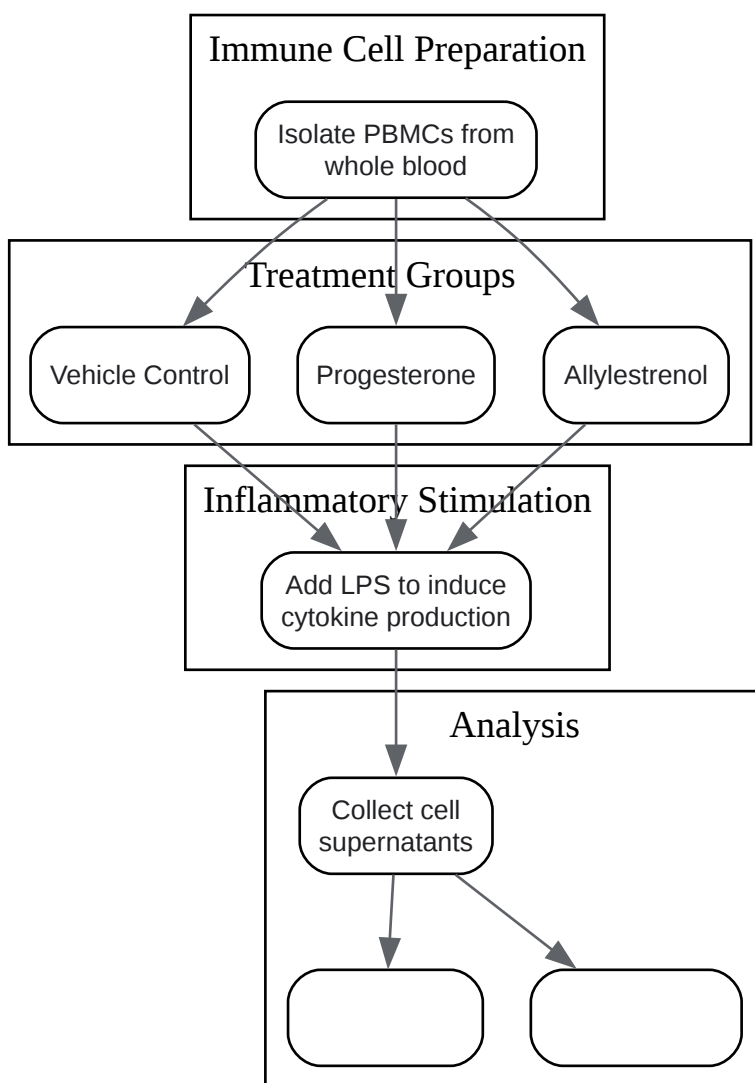 Immune Cell Preparation
Isolate PBMCs from
whole blood
Treatment Groups
Vehicle Control
Progesterone
Allylestrenol
Inflammatory Stimulation
Add LPS to induce
cytokine production
Analysis
Collect cell
supernatants